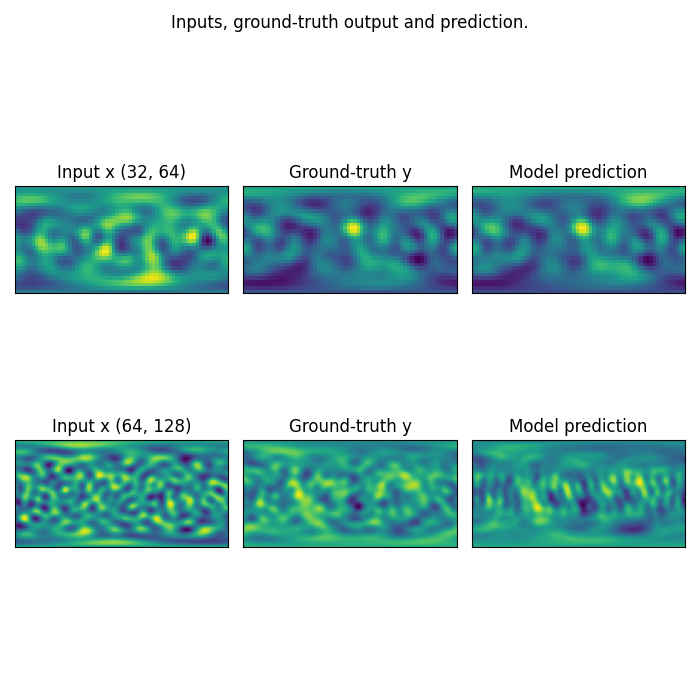 Inputs, ground-truth output and prediction.
Input x (32, 64)
Ground-truth y
Model prediction
Input x (64, 128)
Ground-truth y
Model prediction